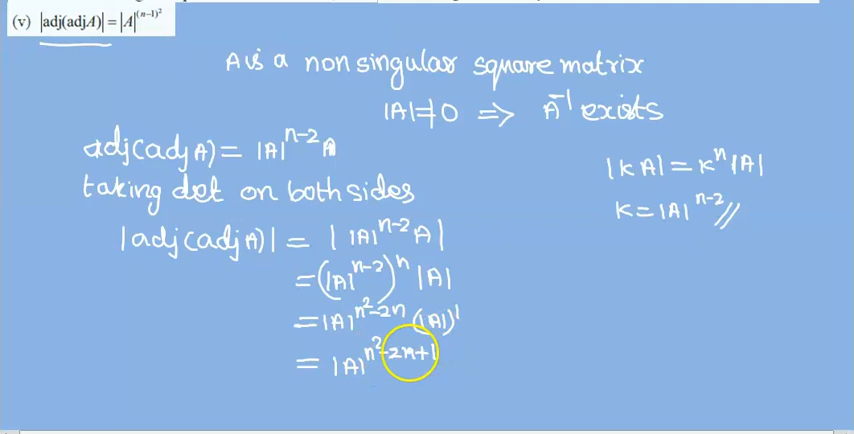 (v) |adj(adjA)| = |A|^(n−1)²
A is a non singular square matrix
|A| ≠ 0 ⇒ A⁻¹ exists
adj(adj A) = |A|^(n-2) A
taking det on both sides
|adj(adj A)| = | |A|^(n-2) A |
= (|A|^(n-2))^n |A|
= |A|^(n²-2n) (|A|)^1
= |A|^(n²-2n+1)
|KA| = K^n |A|
K = |A|^(n-2) //